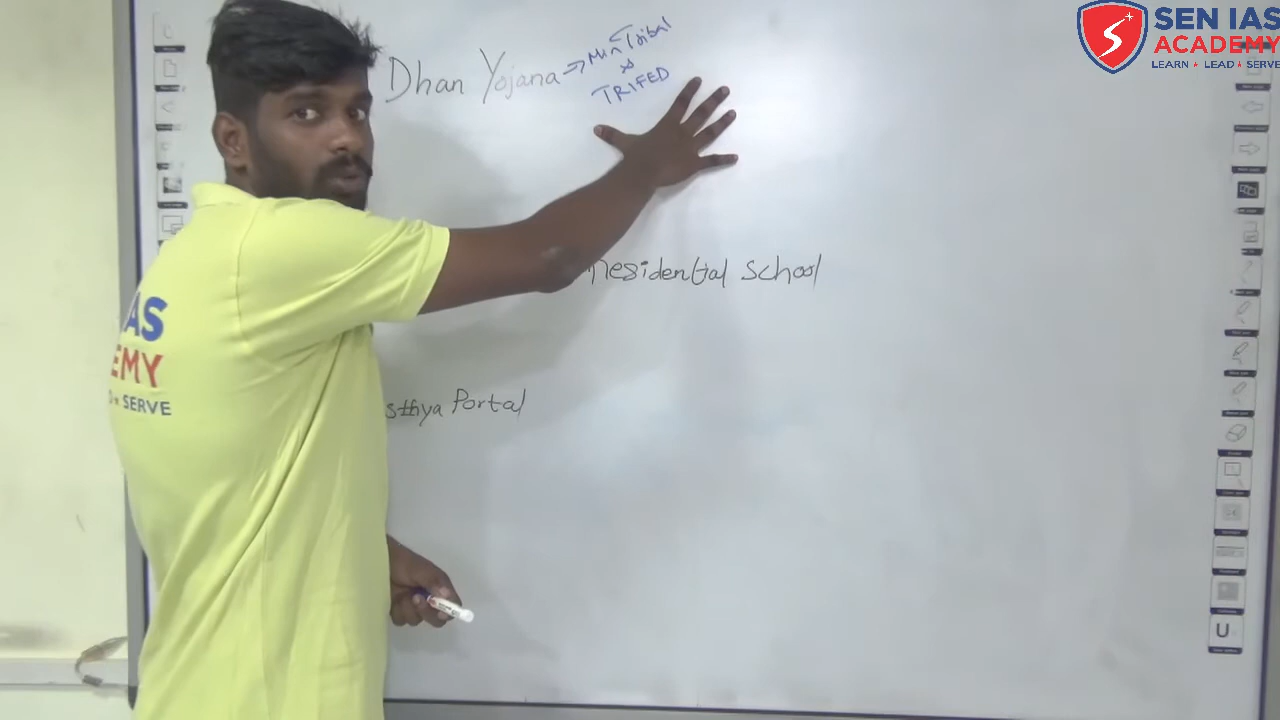 SEN IAS
ACADEMY
LEARN ★ LEAD ★ SERVE
Dhan Yojana ⇒ Min Tribal
&
TRIFED
Residential School
sthya Portal
AS
EMY
SERVE
U